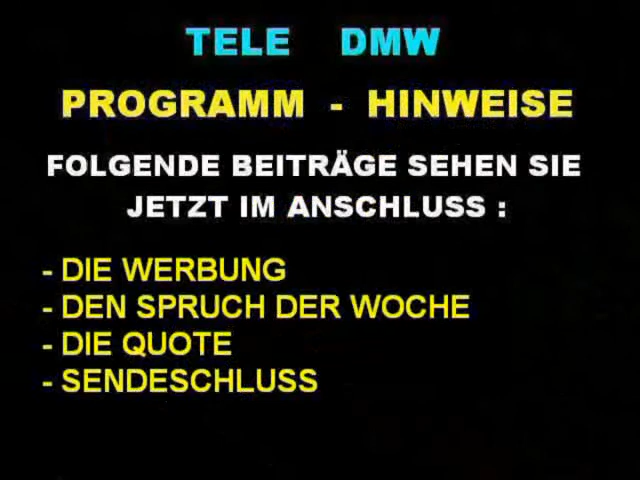 TELE DMW
PROGRAMM - HINWEISE
FOLGENDE BEITRÄGE SEHEN SIE
JETZT IM ANSCHLUSS :
- DIE WERBUNG
- DEN SPRUCH DER WOCHE
- DIE QUOTE
- SENDESCHLUSS